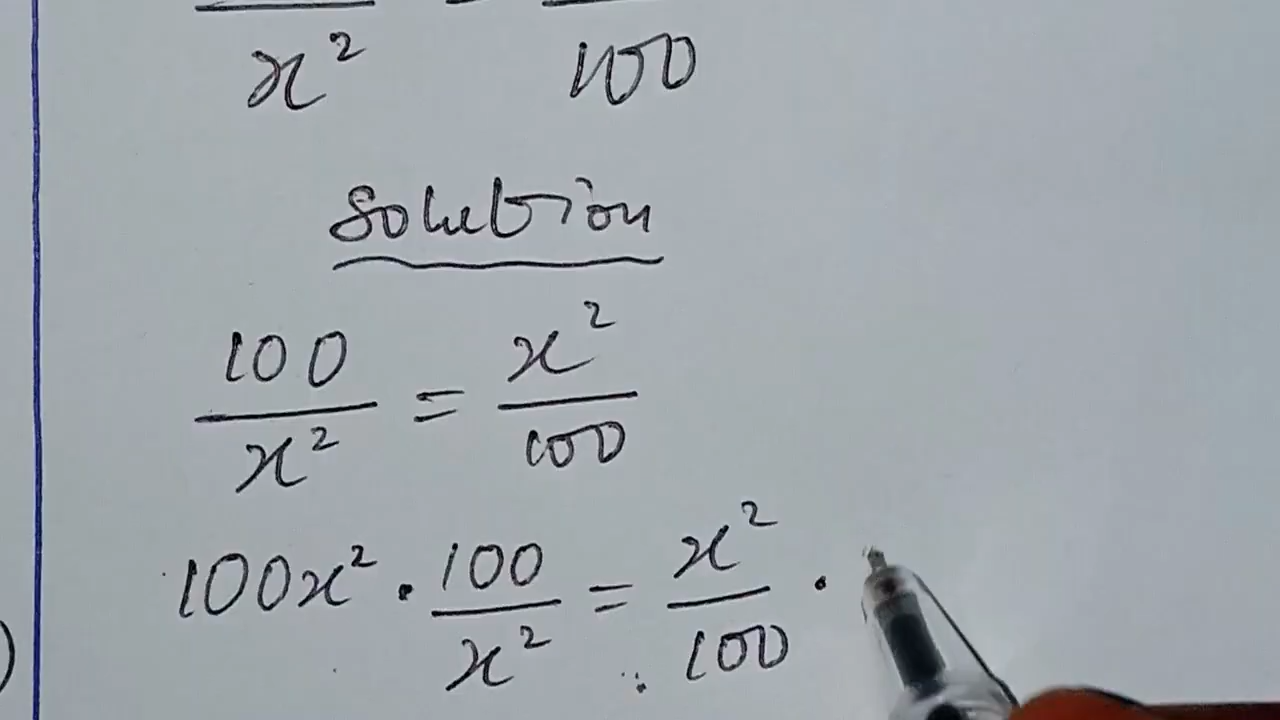 x² 100
Solution
100/x² = x²/100
100x² · 100/x² = x²/100 ·